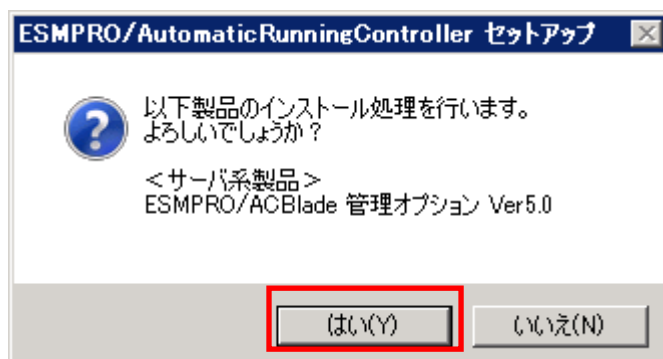 ESMPRO/AutomaticRunningController セットアップ
以下製品のインストール処理を行います。
よろしいでしょうか？
＜サーバ系製品＞
ESMPRO/ACBlade 管理オプション Ver5.0
はい(Y)
いいえ(N)